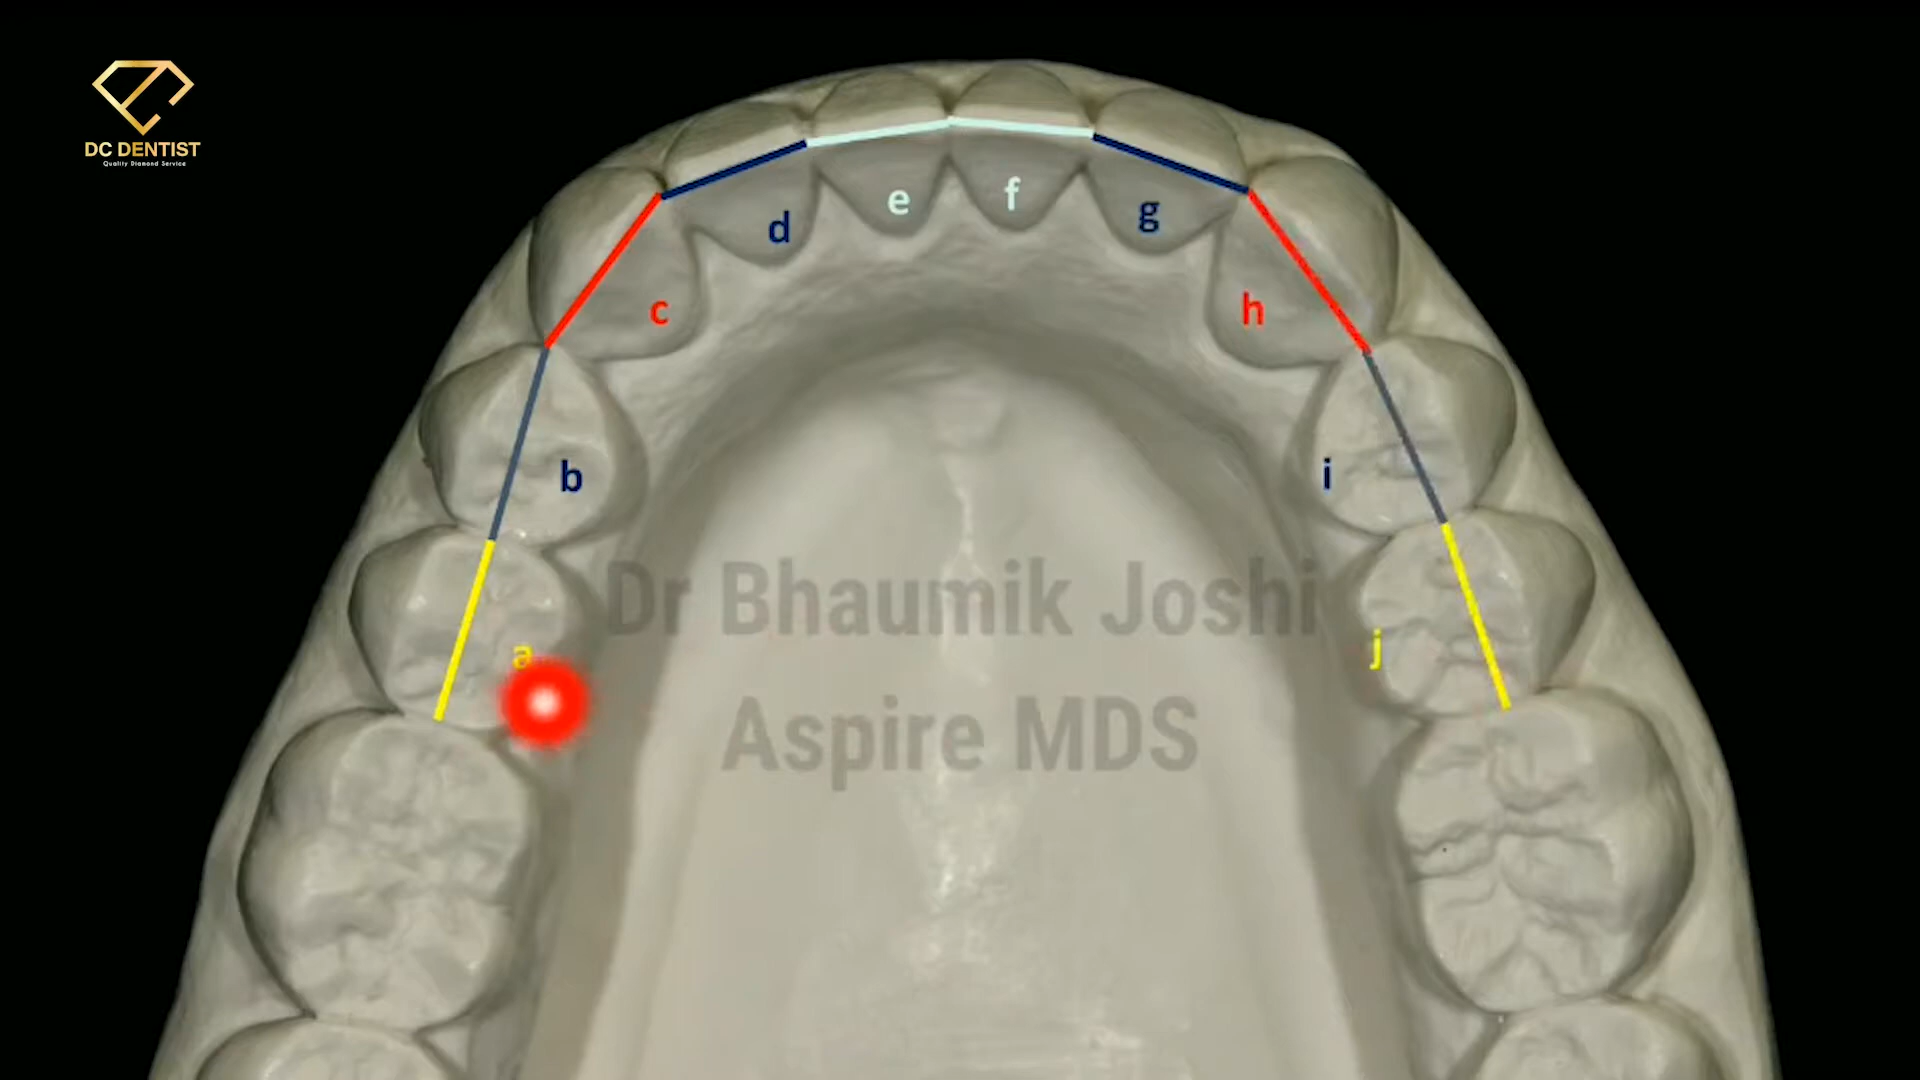 DC DENTIST
Quality Diamond Service
e
f
d
g
c
h
b
i
a
j
Dr Bhaumik Joshi
Aspire MDS